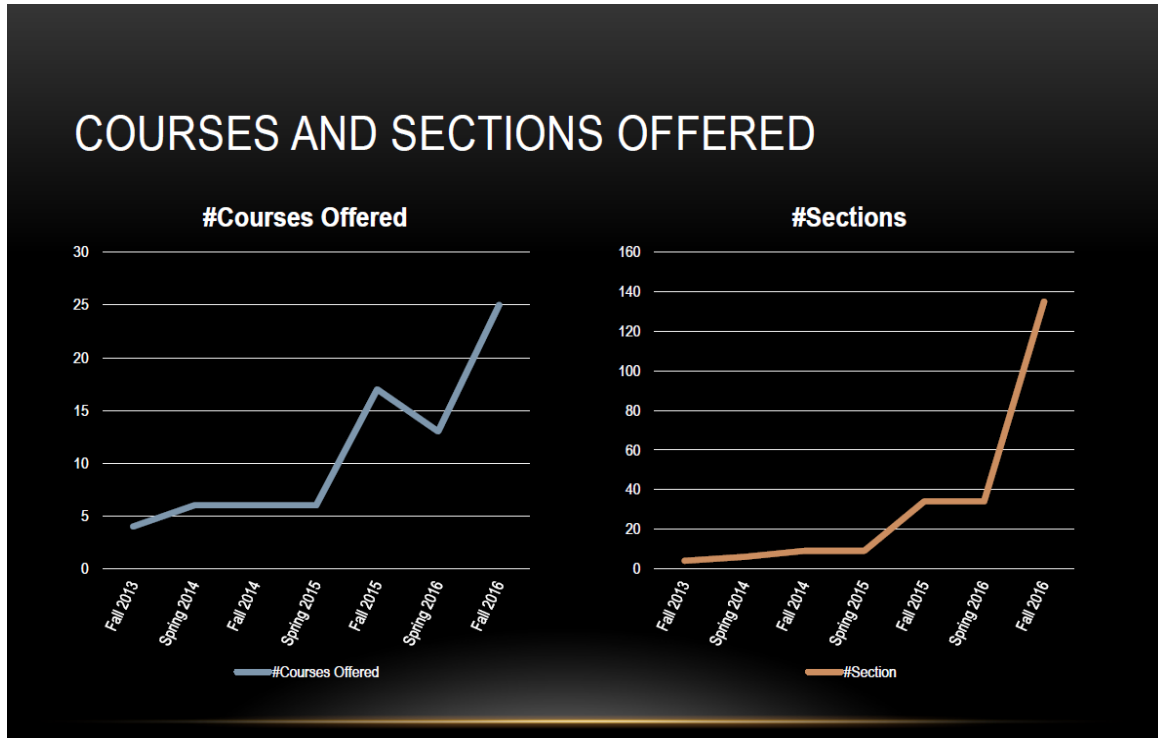 COURSES AND SECTIONS OFFERED
#Courses Offered
30
25
20
15
10
5
0
Fall 2013
Spring 2014
Fall 2014
Spring 2015
Fall 2015
Spring 2016
Fall 2016
#Courses Offered
#Sections
160
140
120
100
80
60
40
20
0
Fall 2013
Spring 2014
Fall 2014
Spring 2015
Fall 2015
Spring 2016
Fall 2016
#Section